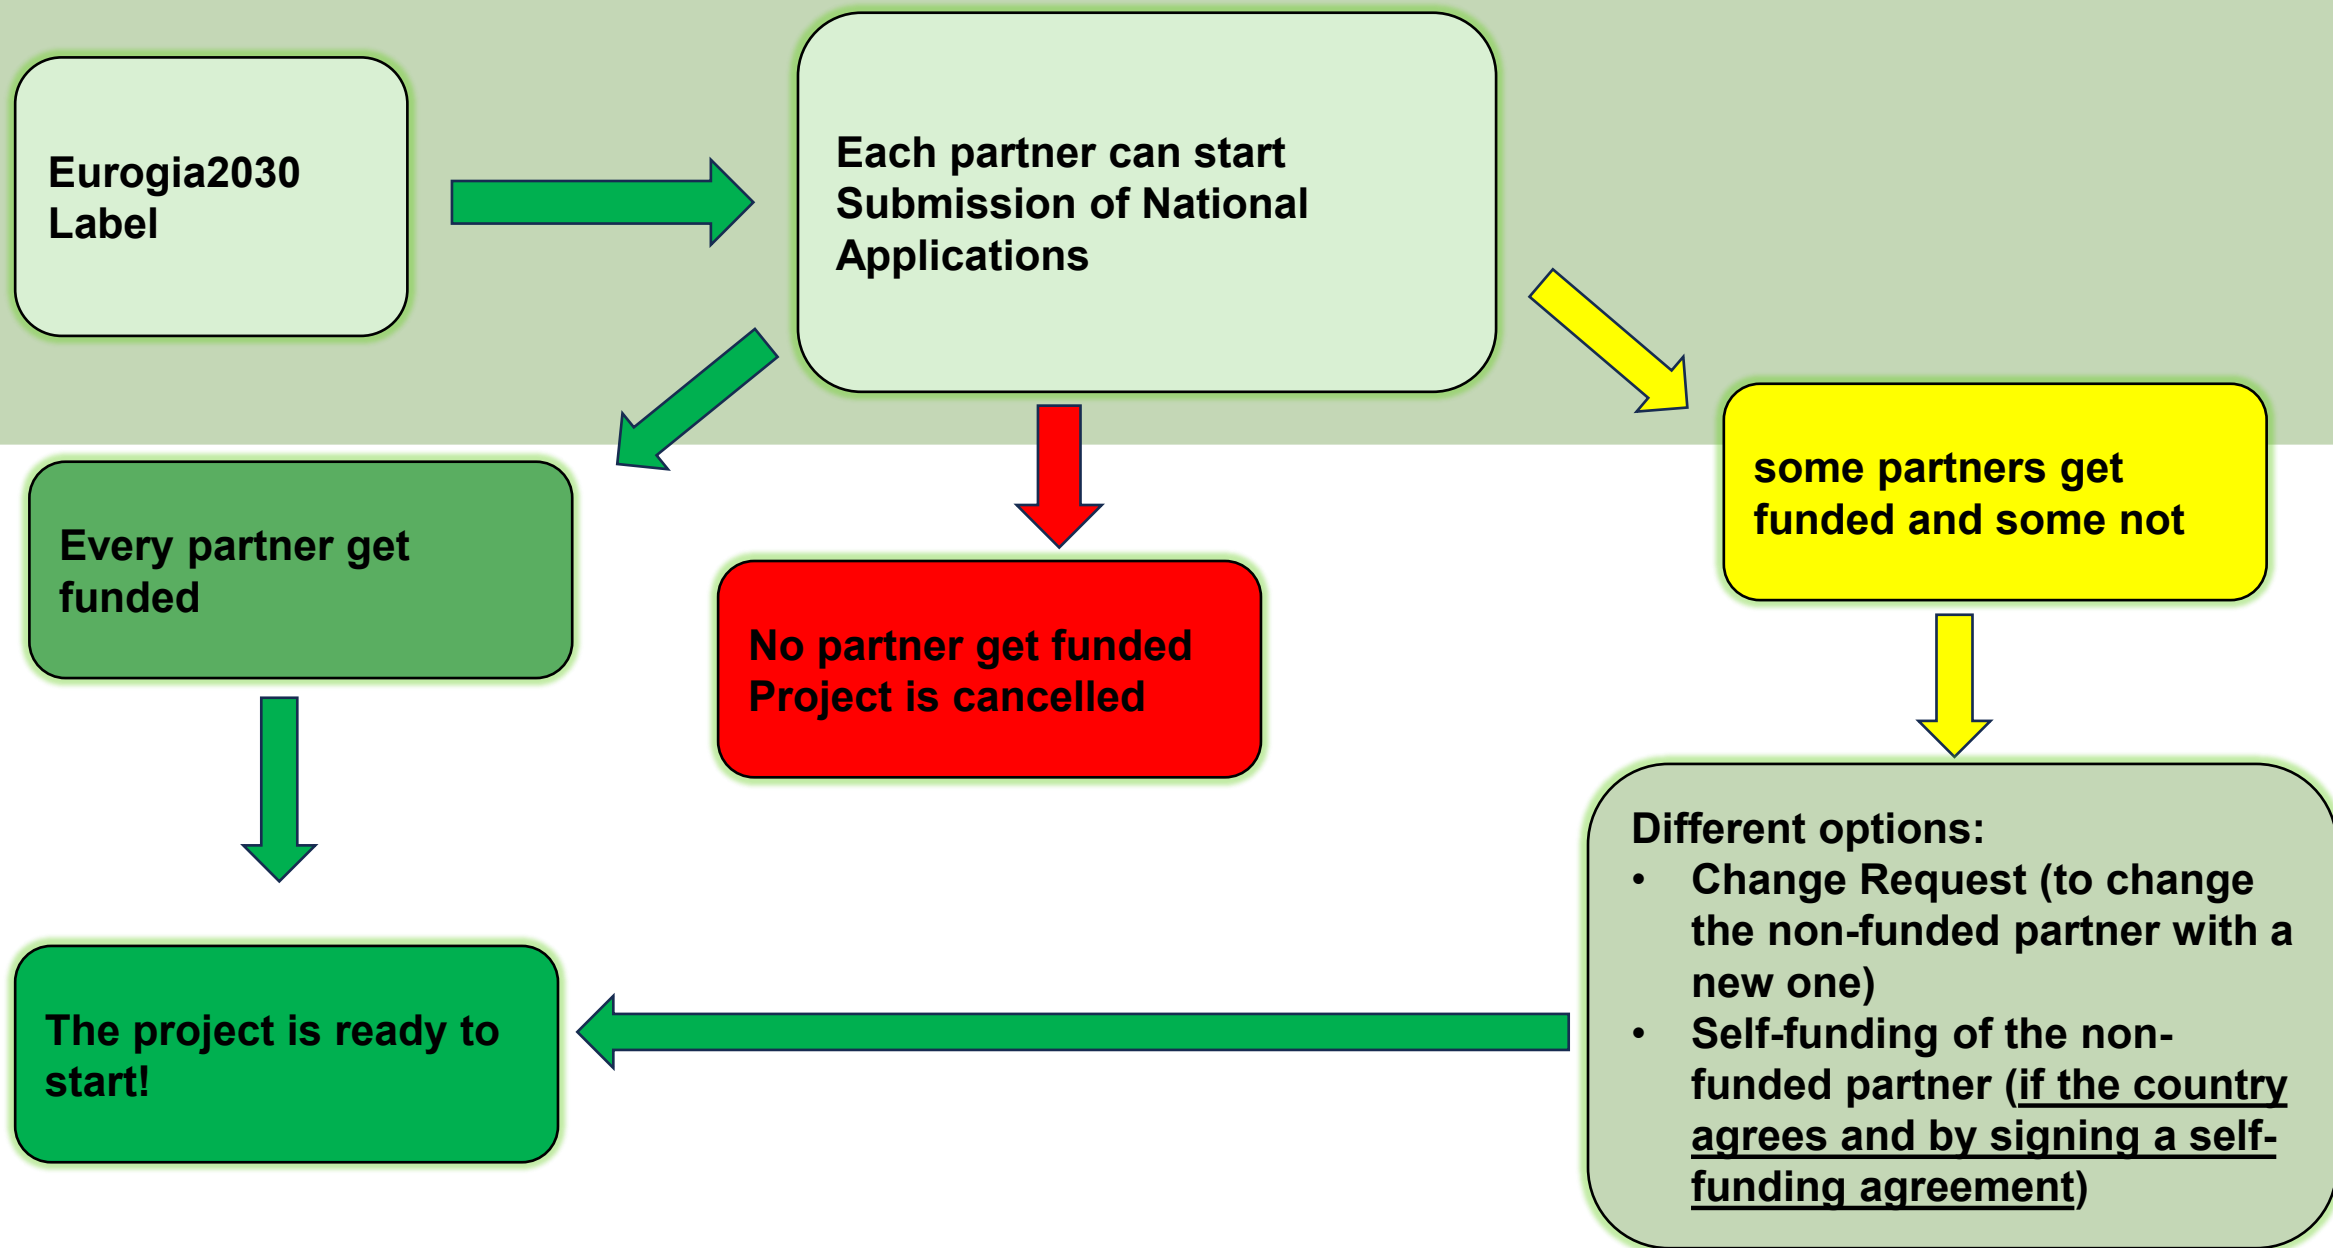 Eurogia2030
Label
Each partner can start
Submission of National
Applications
Every partner get
funded
No partner get funded
Project is cancelled
some partners get
funded and some not
The project is ready to
start!
Different options:
• Change Request (to change
the non-funded partner with a
new one)
• Self-funding of the non-
funded partner (if the country
agrees and by signing a self-
funding agreement)